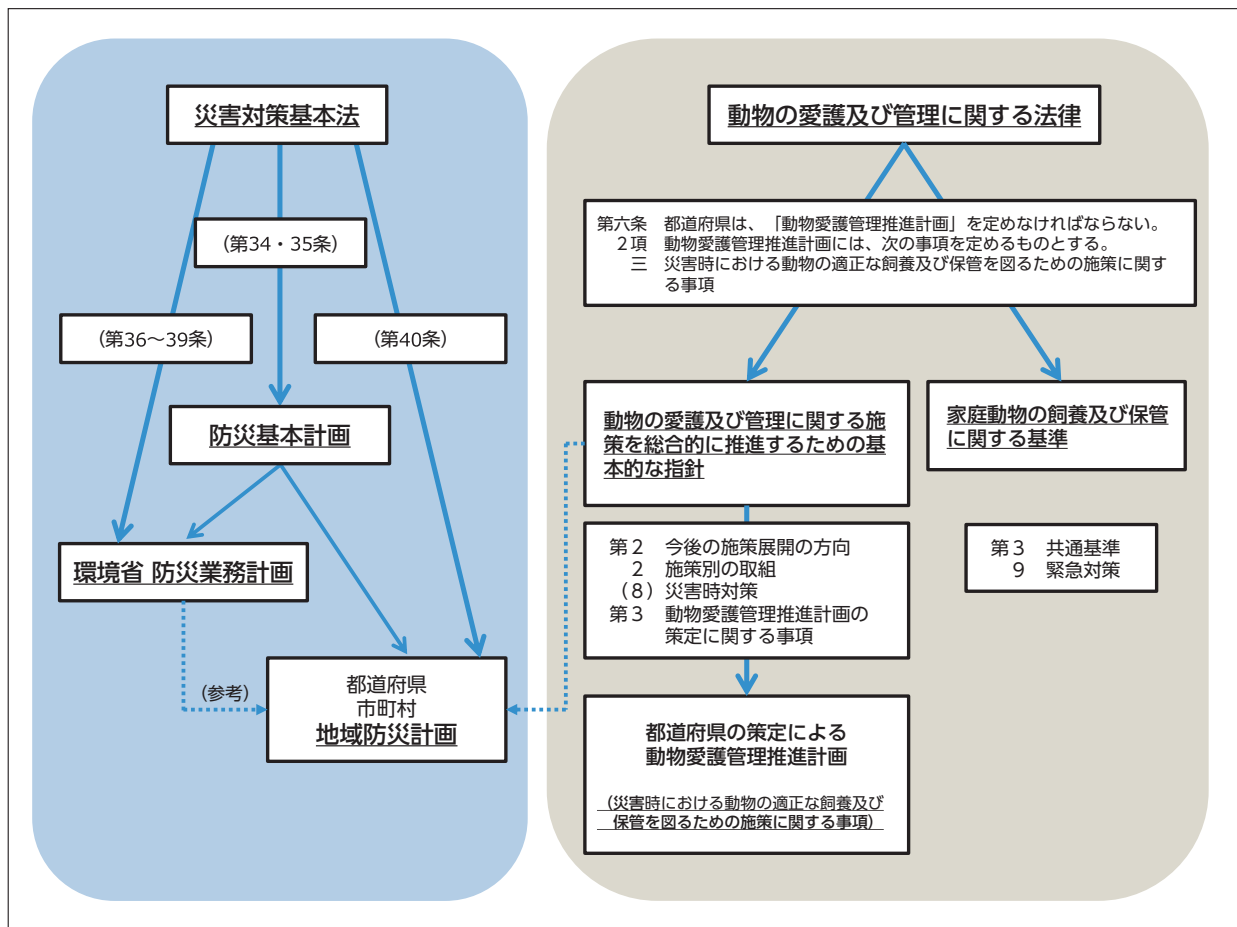 災害対策基本法
(第34・35条)
(第36～39条)
(第40条)
防災基本計画
環境省 防災業務計画
(参考)
都道府県
市町村
地域防災計画
動物の愛護及び管理に関する法律
第六条　都道府県は、「動物愛護管理推進計画」を定めなければならない。
２項　動物愛護管理推進計画には、次の事項を定めるものとする。
三　災害時における動物の適正な飼養及び保管を図るための施策に関す
る事項
動物の愛護及び管理に関する施
策を総合的に推進するための基
本的な指針
第２　今後の施策展開の方向
２　施策別の取組
（8）災害時対策
第３　動物愛護管理推進計画の
策定に関する事項
都道府県の策定による
動物愛護管理推進計画
（災害時における動物の適正な飼養及び
保管を図るための施策に関する事項）
家庭動物の飼養及び保管
に関する基準
第３　共通基準
９　緊急対策